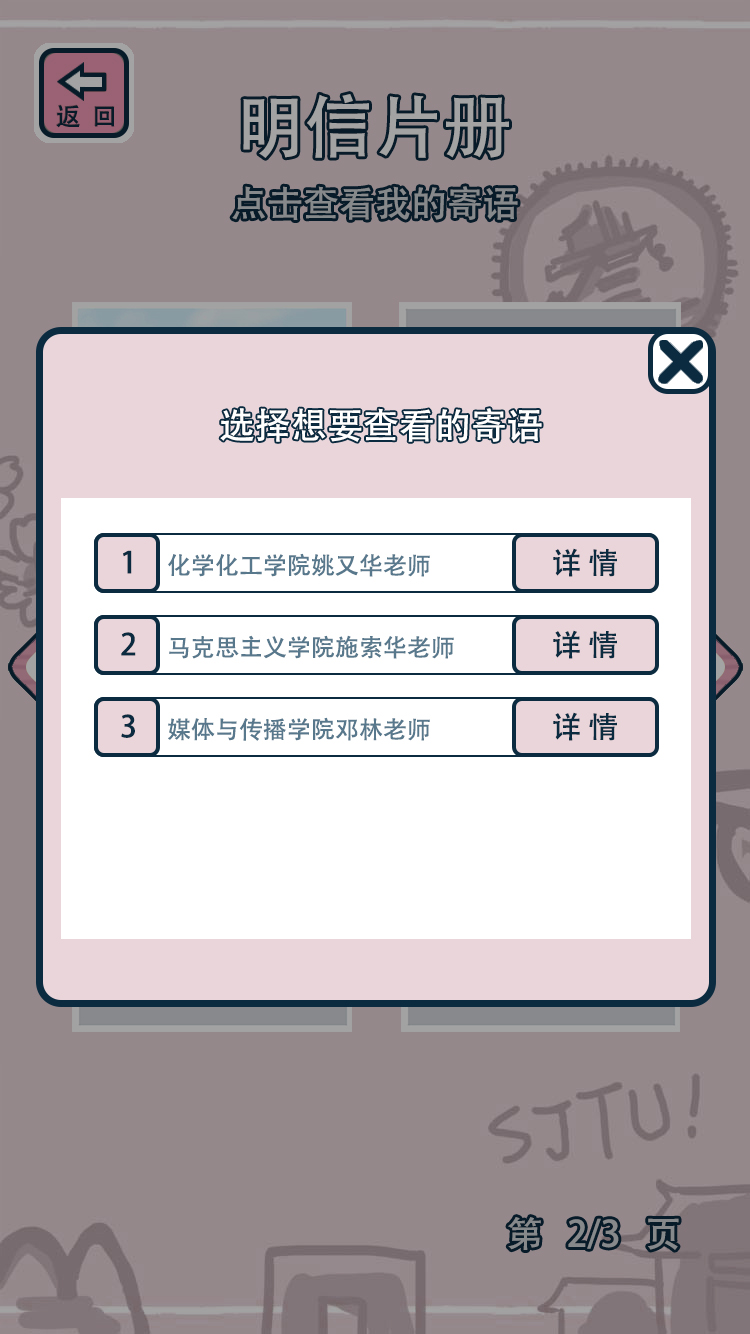 返 回
明信片册
点击查看我的寄语
选择想要查看的寄语
1 化学化工学院姚又华老师 详 情
2 马克思主义学院施索华老师 详 情
3 媒体与传播学院邓林老师 详 情
SJTU!
第 2/3 页